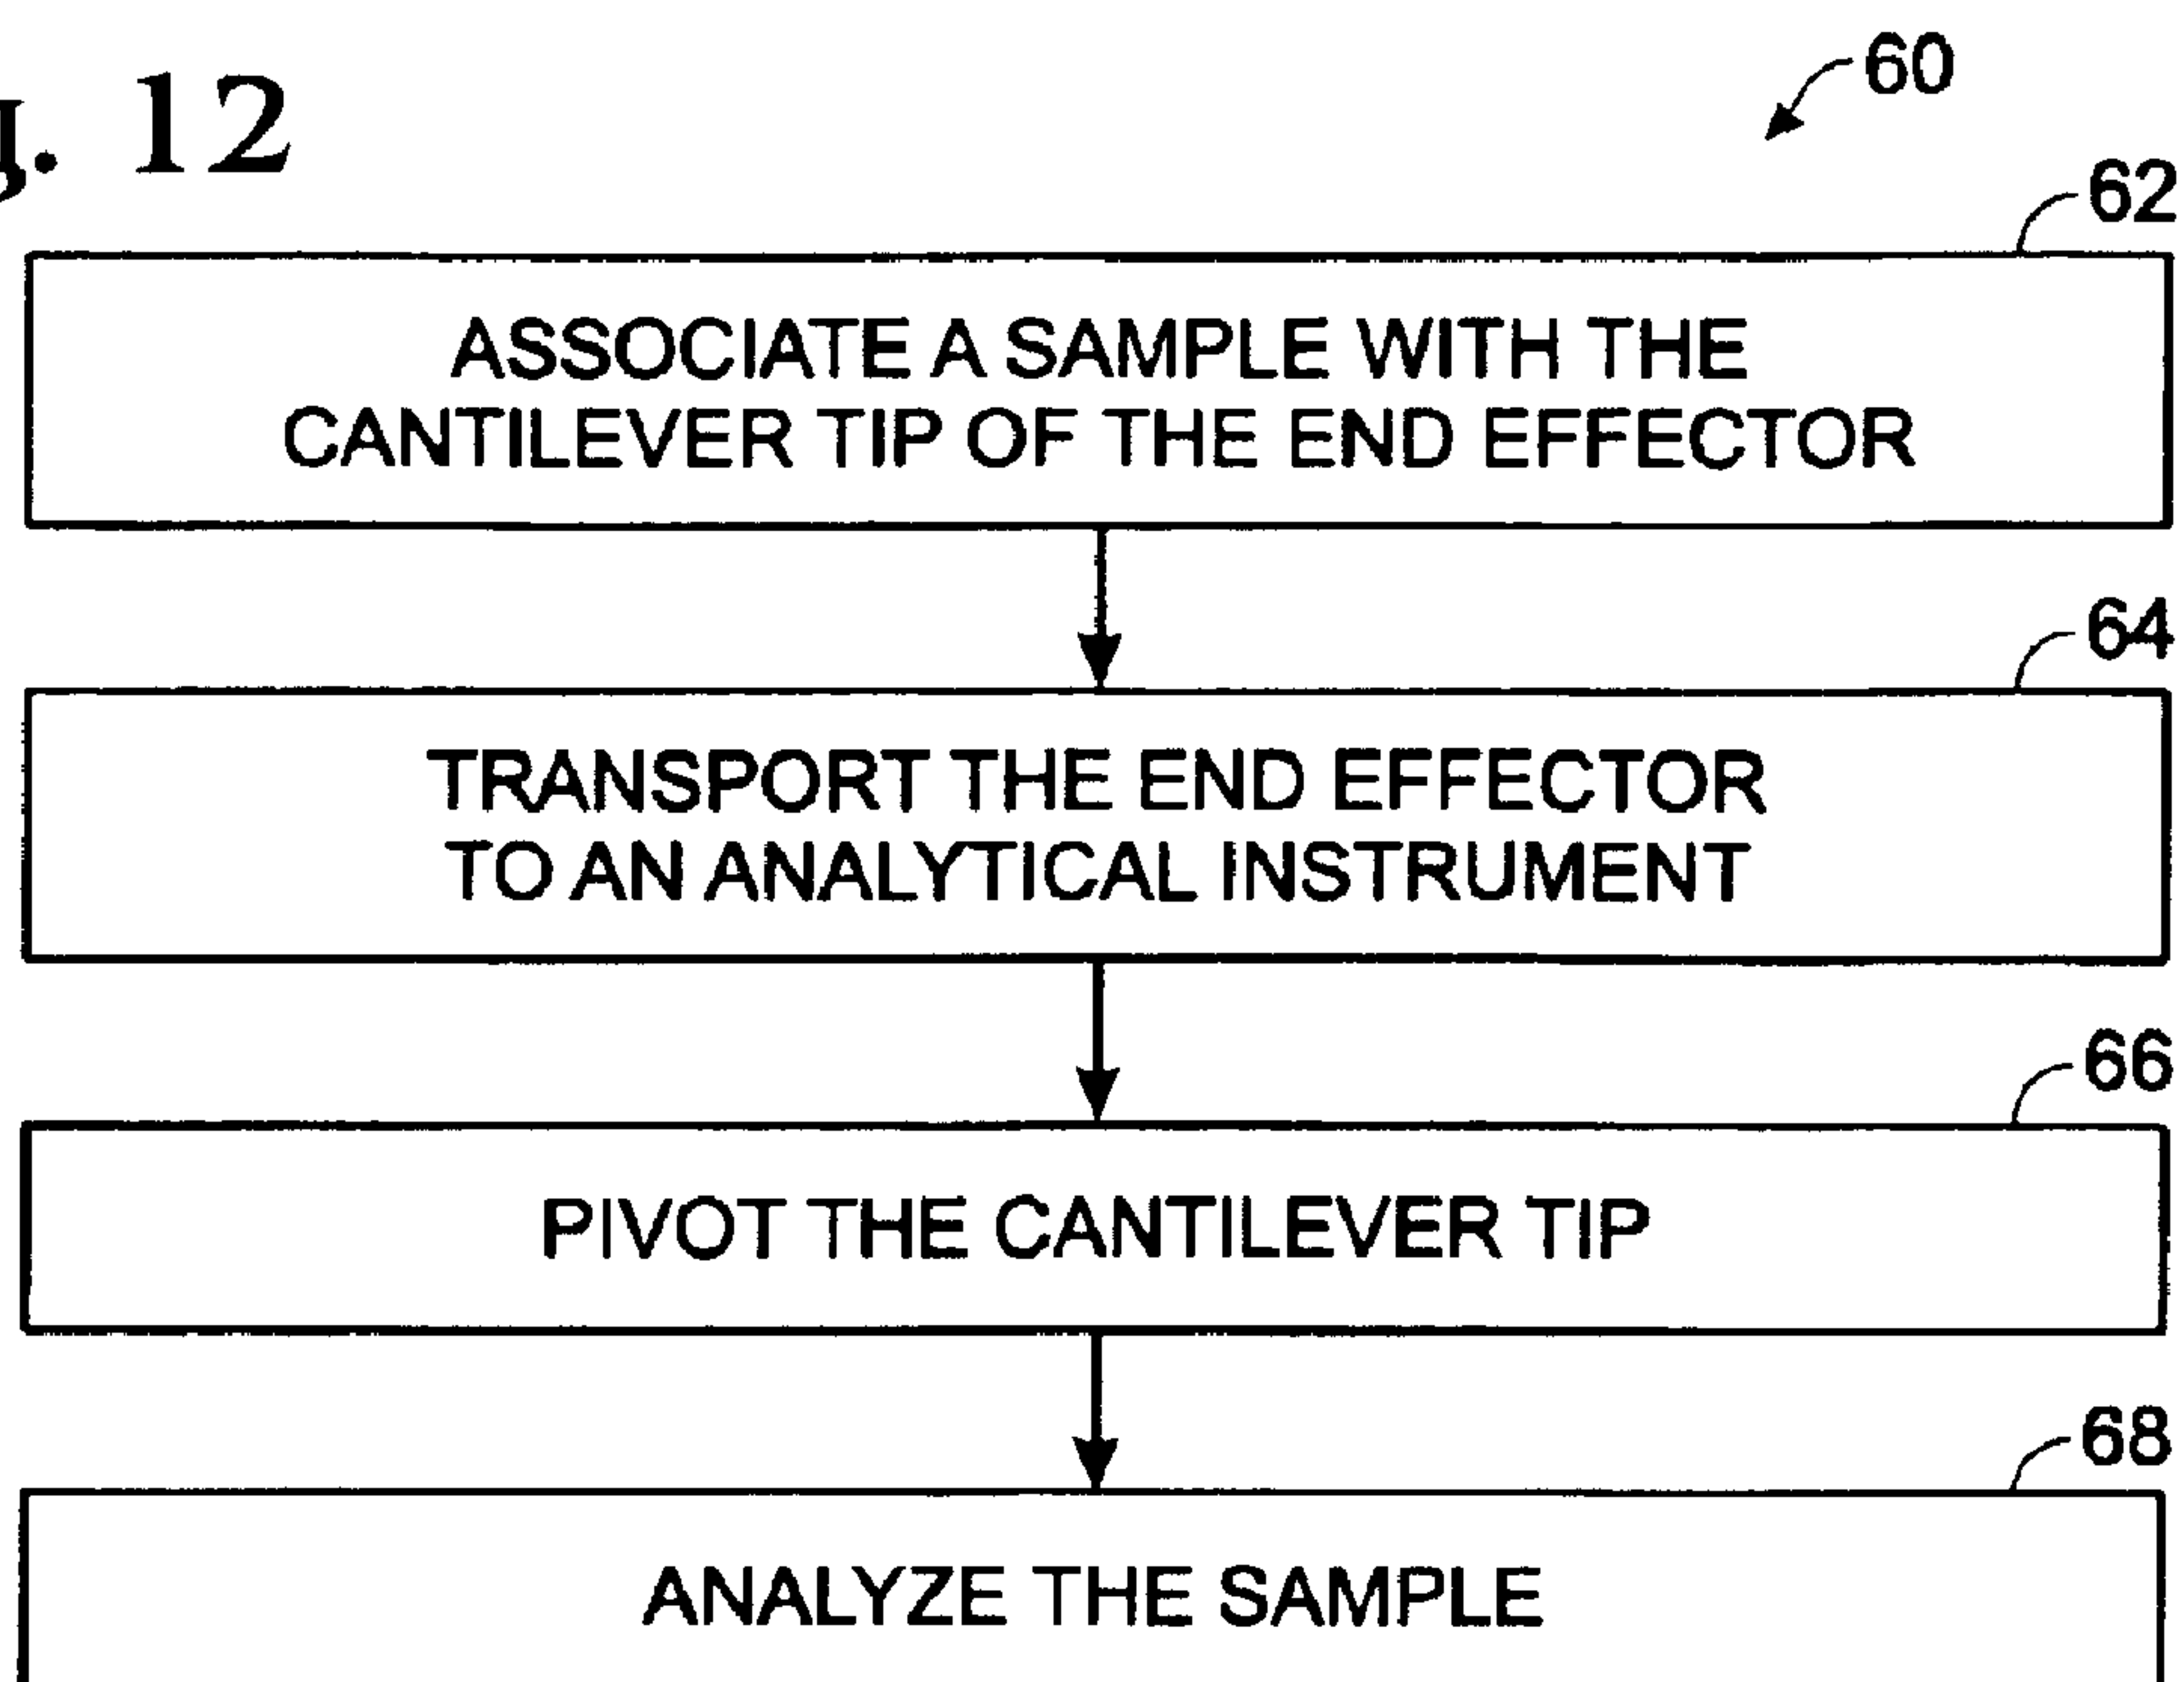 g. 12
60
62
ASSOCIATE A SAMPLE WITH THE
CANTILEVER TIP OF THE END EFFECTOR
64
TRANSPORT THE END EFFECTOR
TO AN ANALYTICAL INSTRUMENT
66
PIVOT THE CANTILEVER TIP
68
ANALYZE THE SAMPLE